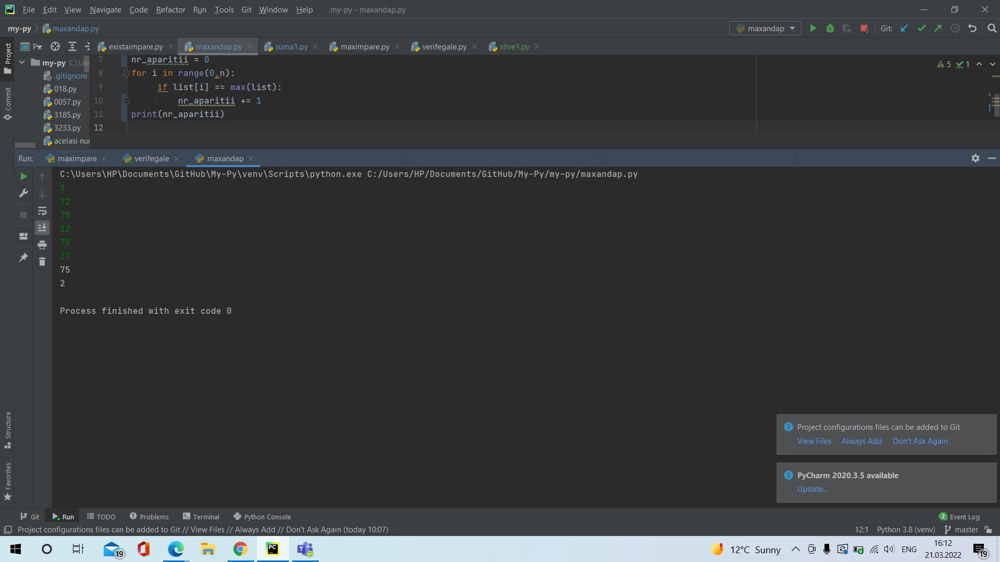 File Edit View Navigate Code Refactor Run Tools Git Window Help my-py - maxandap.py
my-py maxandap.py maxandap Git:
Project
Commit
Structure
Favorites
P... existaimpare.py maxandap.py suma1.py maximpare.py verifegale.py stive1.py
my-py C:\Use
.gitignore
018.py
0057.py
3185.py
3233.py
acelasi nu
7 nr_aparitii = 0
8 for i in range(0,n):
9 if list[i] == max(list):
10 nr_aparitii += 1
11 print(nr_aparitii)
12
5 1
Run: maximpare verifegale maxandap
C:\Users\HP\Documents\GitHub\My-Py\venv\Scripts\python.exe C:/Users/HP/Documents/GitHub/My-Py/my-py/maxandap.py
5
72
75
12
75
17
75
2
Process finished with exit code 0
Project configurations files can be added to Git
View Files Always Add Don't Ask Again
PyCharm 2020.3.5 available
Update...
Git Run TODO Problems Terminal Python Console 2 Event Log
Project configurations files can be added to Git // View Files // Always Add // Don't Ask Again (today 10:07) 12:1 Python 3.8 (venv) master
19 PC 12°C Sunny ENG 16:12 19
21.03.2022